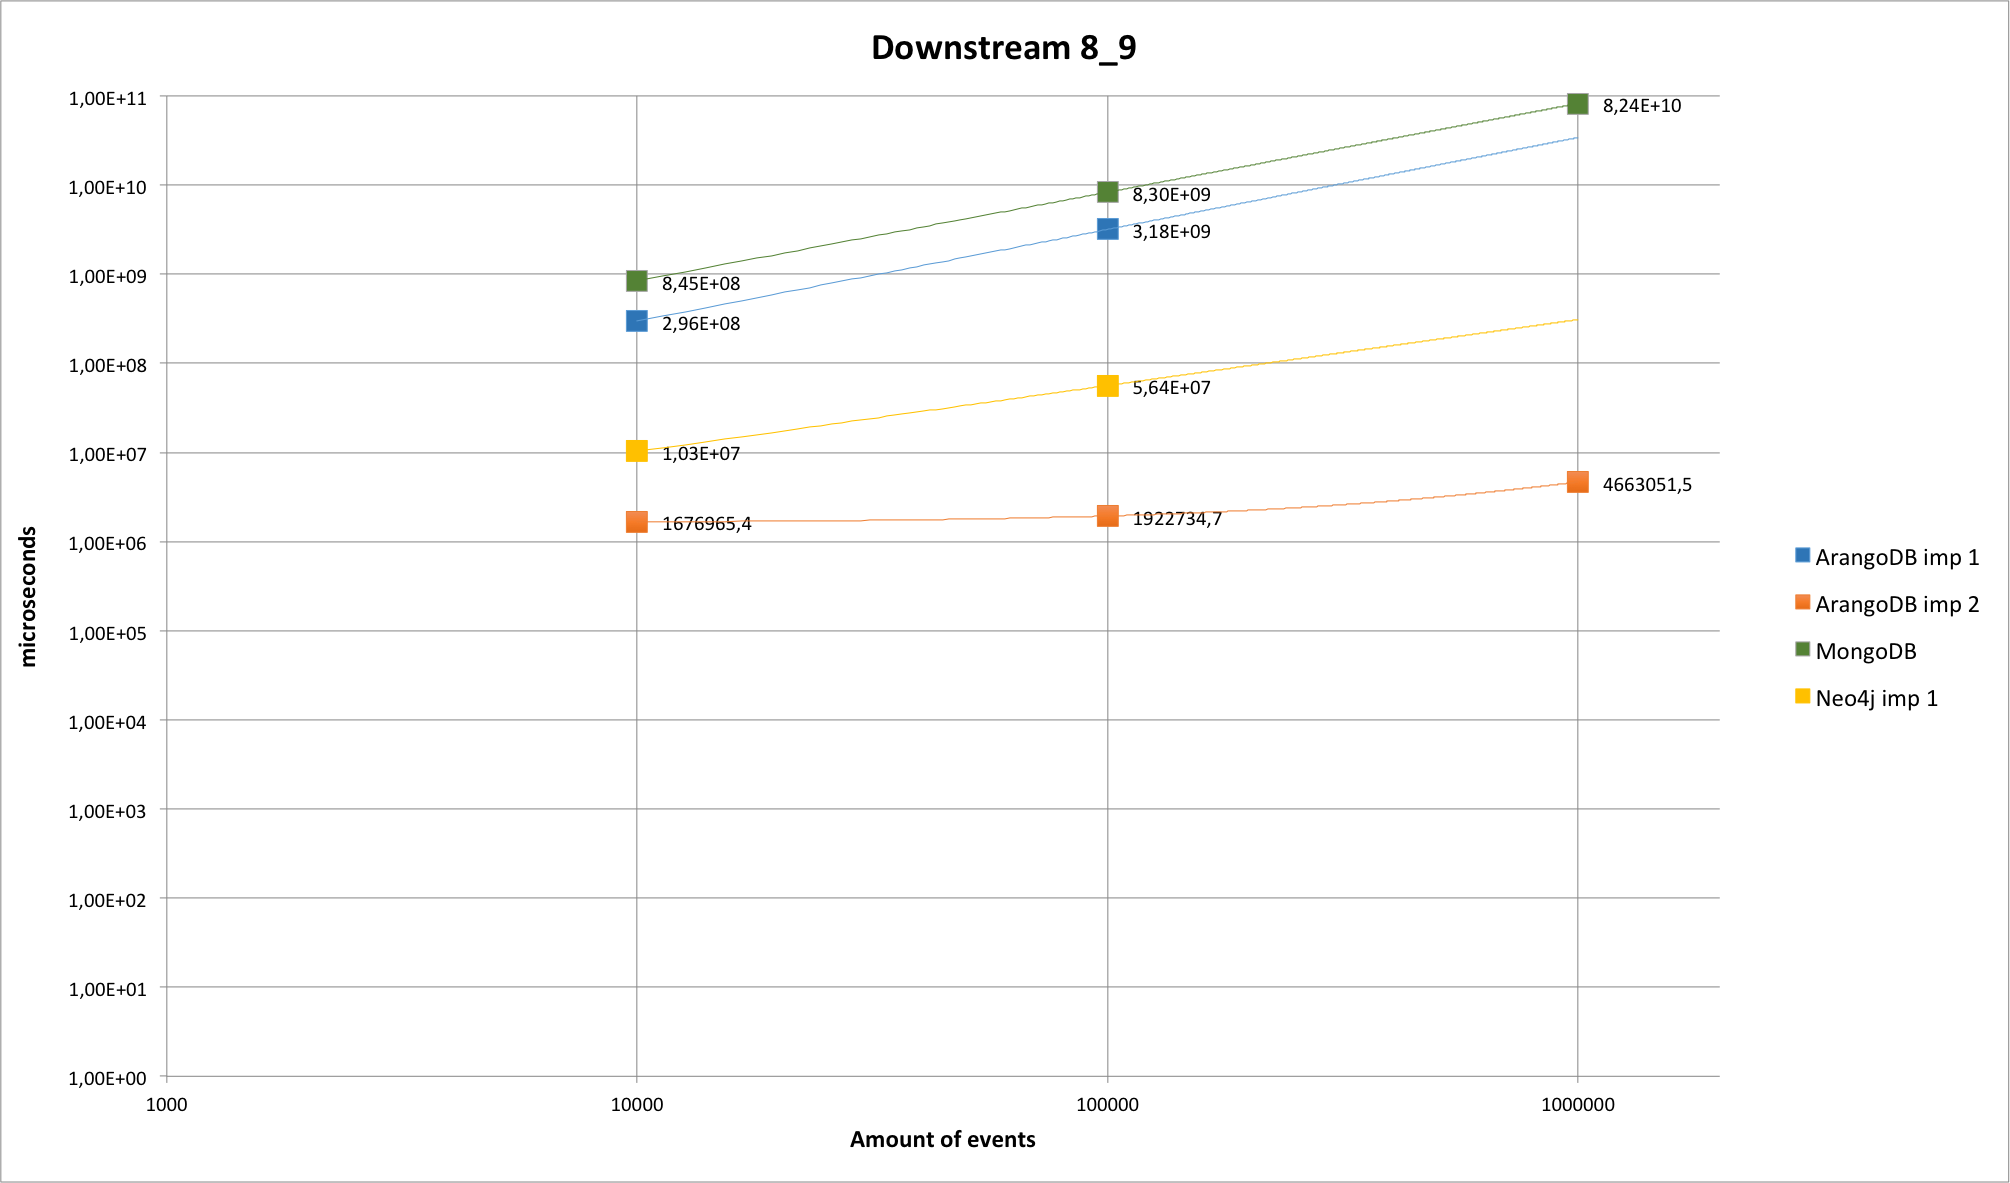 Downstream 8_9
1,00E+11
1,00E+10
1,00E+09
1,00E+08
1,00E+07
1,00E+06
1,00E+05
1,00E+04
1,00E+03
1,00E+02
1,00E+01
1,00E+00
microseconds
8,24E+10
8,30E+09
3,18E+09
8,45E+08
2,96E+08
5,64E+07
1,03E+07
4663051,5
1922734,7
1676965,4
ArangoDB imp 1
ArangoDB imp 2
MongoDB
Neo4j imp 1
1000
10000
100000
1000000
Amount of events